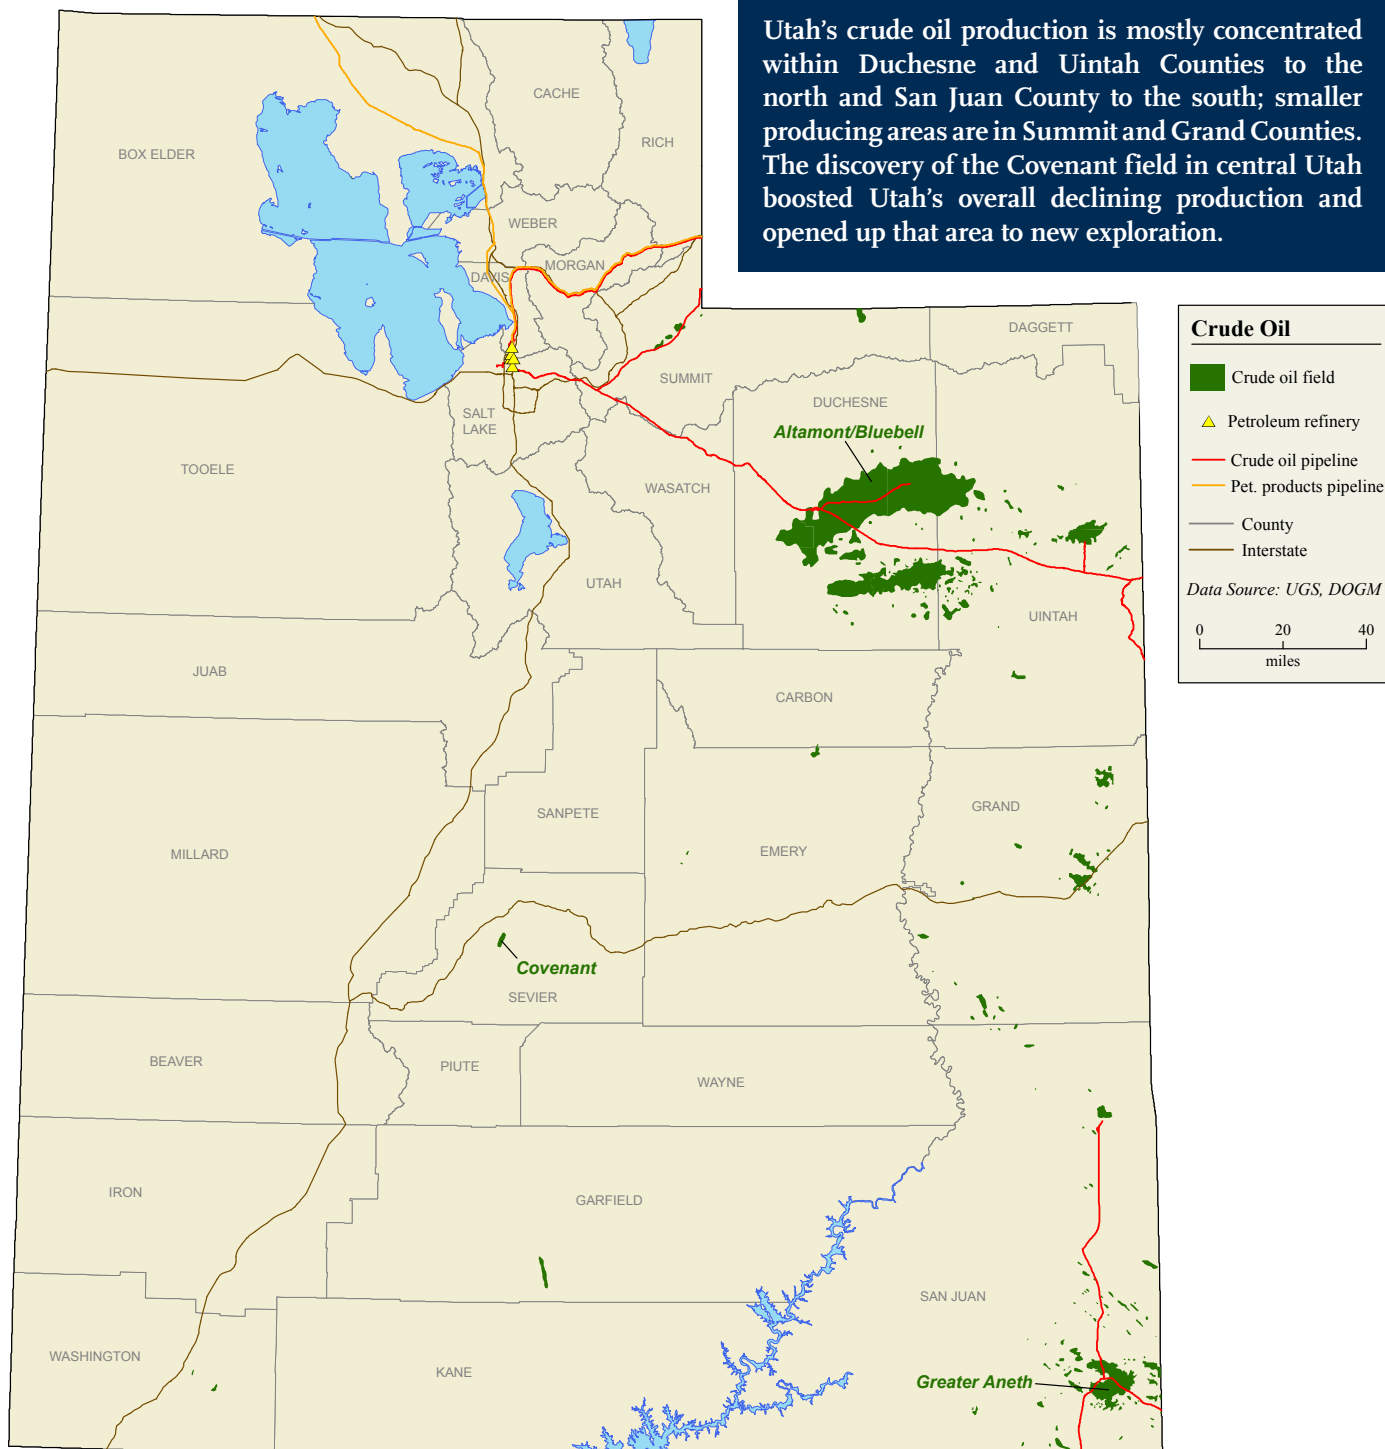 Utah's crude oil production is mostly concentrated
within Duchesne and Uintah Counties to the
north and San Juan County to the south; smaller
producing areas are in Summit and Grand Counties.
The discovery of the Covenant field in central Utah
boosted Utah's overall declining production and
opened up that area to new exploration.
CACHE
RICH
BOX ELDER
WEBER
MORGAN
DAVIS
DAGGETT
SUMMIT
DUCHESNE
Altamont/Bluebell
SALT
LAKE
TOOELE
WASATCH
UTAH
UINTAH
JUAB
CARBON
SANPETE
GRAND
MILLARD
EMERY
Covenant
SEVIER
BEAVER
PIUTE
WAYNE
IRON
GARFIELD
SAN JUAN
WASHINGTON
KANE
Greater Aneth
Crude Oil
Crude oil field
Petroleum refinery
Crude oil pipeline
Pet. products pipeline
County
Interstate
Data Source: UGS, DOGM
0 20 40
miles